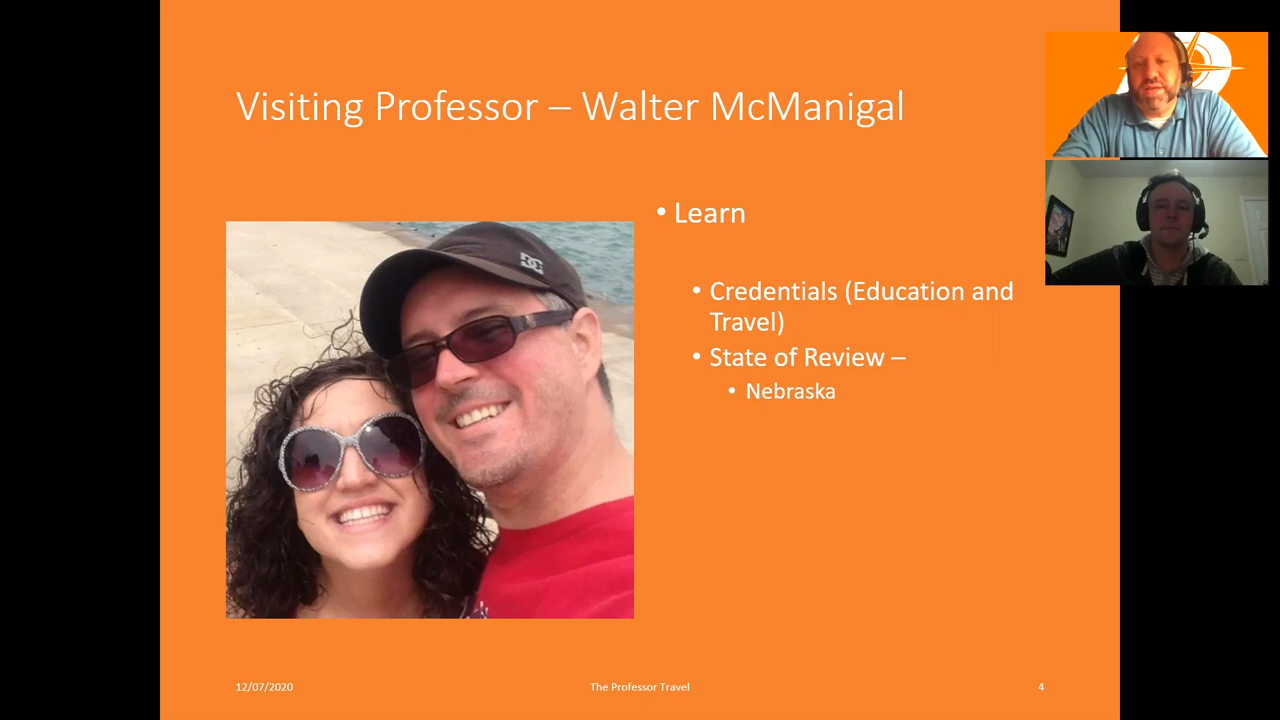 Visiting Professor – Walter McManigal
• Learn
• Credentials (Education and
Travel)
• State of Review –
• Nebraska
DC
12/07/2020
The Professor Travel
4